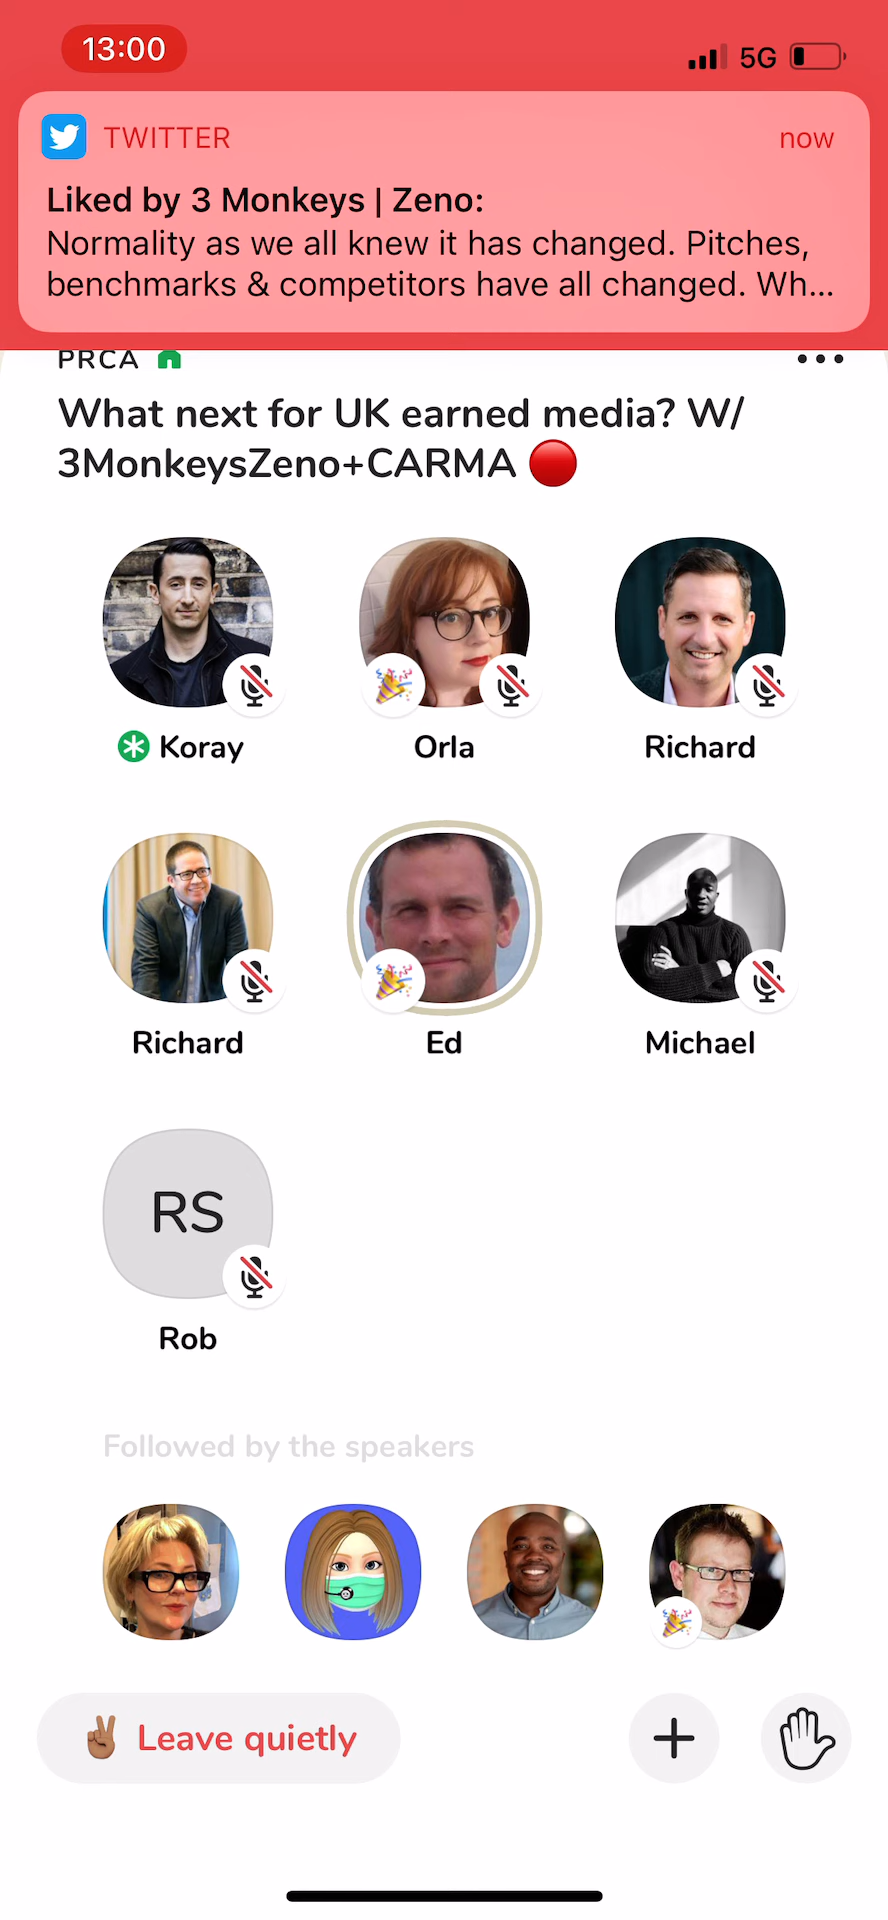 13:00
5G
TWITTER
now
Liked by 3 Monkeys | Zeno:
Normality as we all knew it has changed. Pitches,
benchmarks & competitors have all changed. Wh...
PRCA
What next for UK earned media? W/
3MonkeysZeno+CARMA 🔴
Koray
Orla
Richard
Richard
Ed
Michael
RS
Rob
Followed by the speakers
✌🏽 Leave quietly